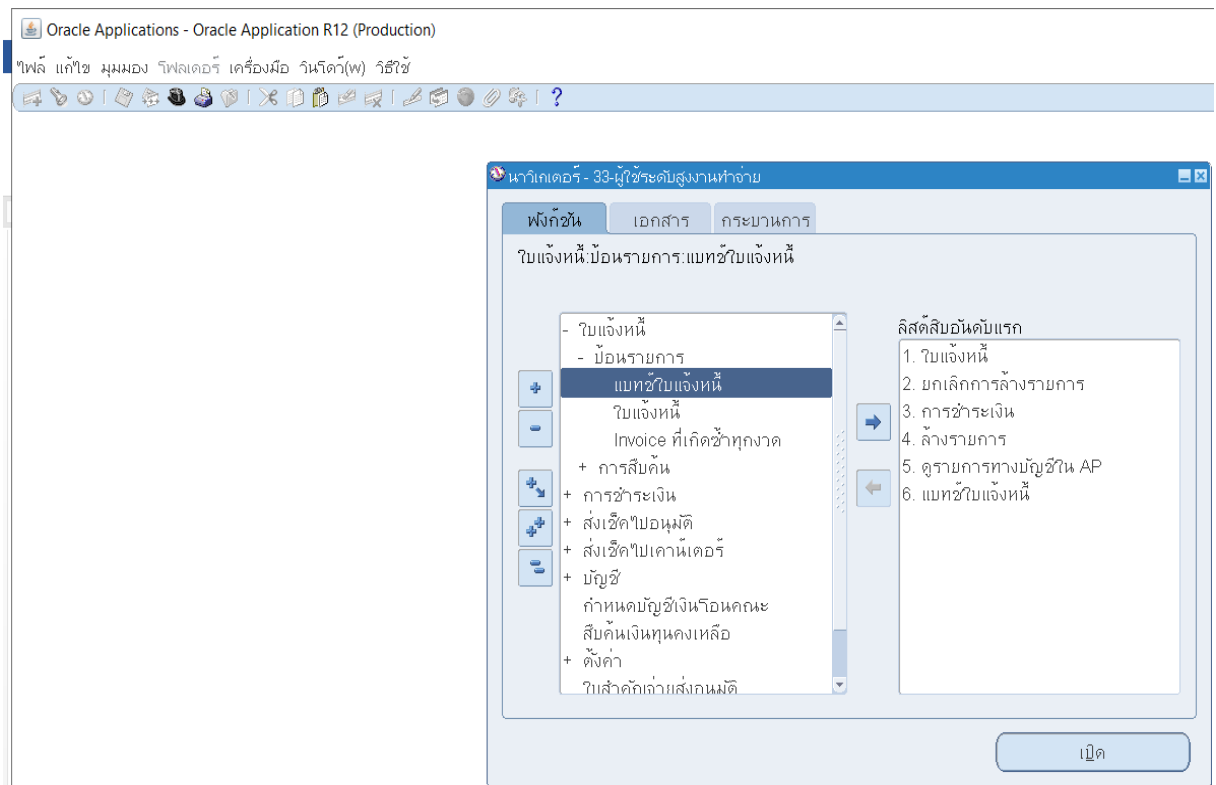 Oracle Applications - Oracle Application R12 (Production)
ไฟล์ แก้ไข มุมมอง โฟลเดอร์ เครื่องมือ วินโดว์(w) วิธีใช้
?
นาวิเกเตอร์ - 33-ผู้ใช้ระดับสูงงานทำจ่าย
ฟังก์ชัน เอกสาร กระบานการ
ใบแจ้งหนี้:ป้อนรายการ:แบทช์ใบแจ้งหนี้
- ใบแจ้งหนี้
- ป้อนรายการ
แบทช์ใบแจ้งหนี้
ใบแจ้งหนี้
Invoice ที่เกิดซ้ำทุกงวด
+ การสืบค้น
+ การชำระเงิน
+ ส่งเช็คไปอนุมัติ
+ ส่งเช็คไปเคาน์เตอร์
+ บัญชี
กำหนดบัญชีเงินโอนคณะ
สืบค้นเงินทุนคงเหลือ
+ ตั้งค่า
ใบสำคัญจ่ายส่งอนุมัติ
ลิสต์สิบอันดับแรก
1. ใบแจ้งหนี้
2. ยกเลิกการล้างรายการ
3. การชำระเงิน
4. ล้างรายการ
5. ดูรายการทางบัญชีใน AP
6. แบทช์ใบแจ้งหนี้
เปิด